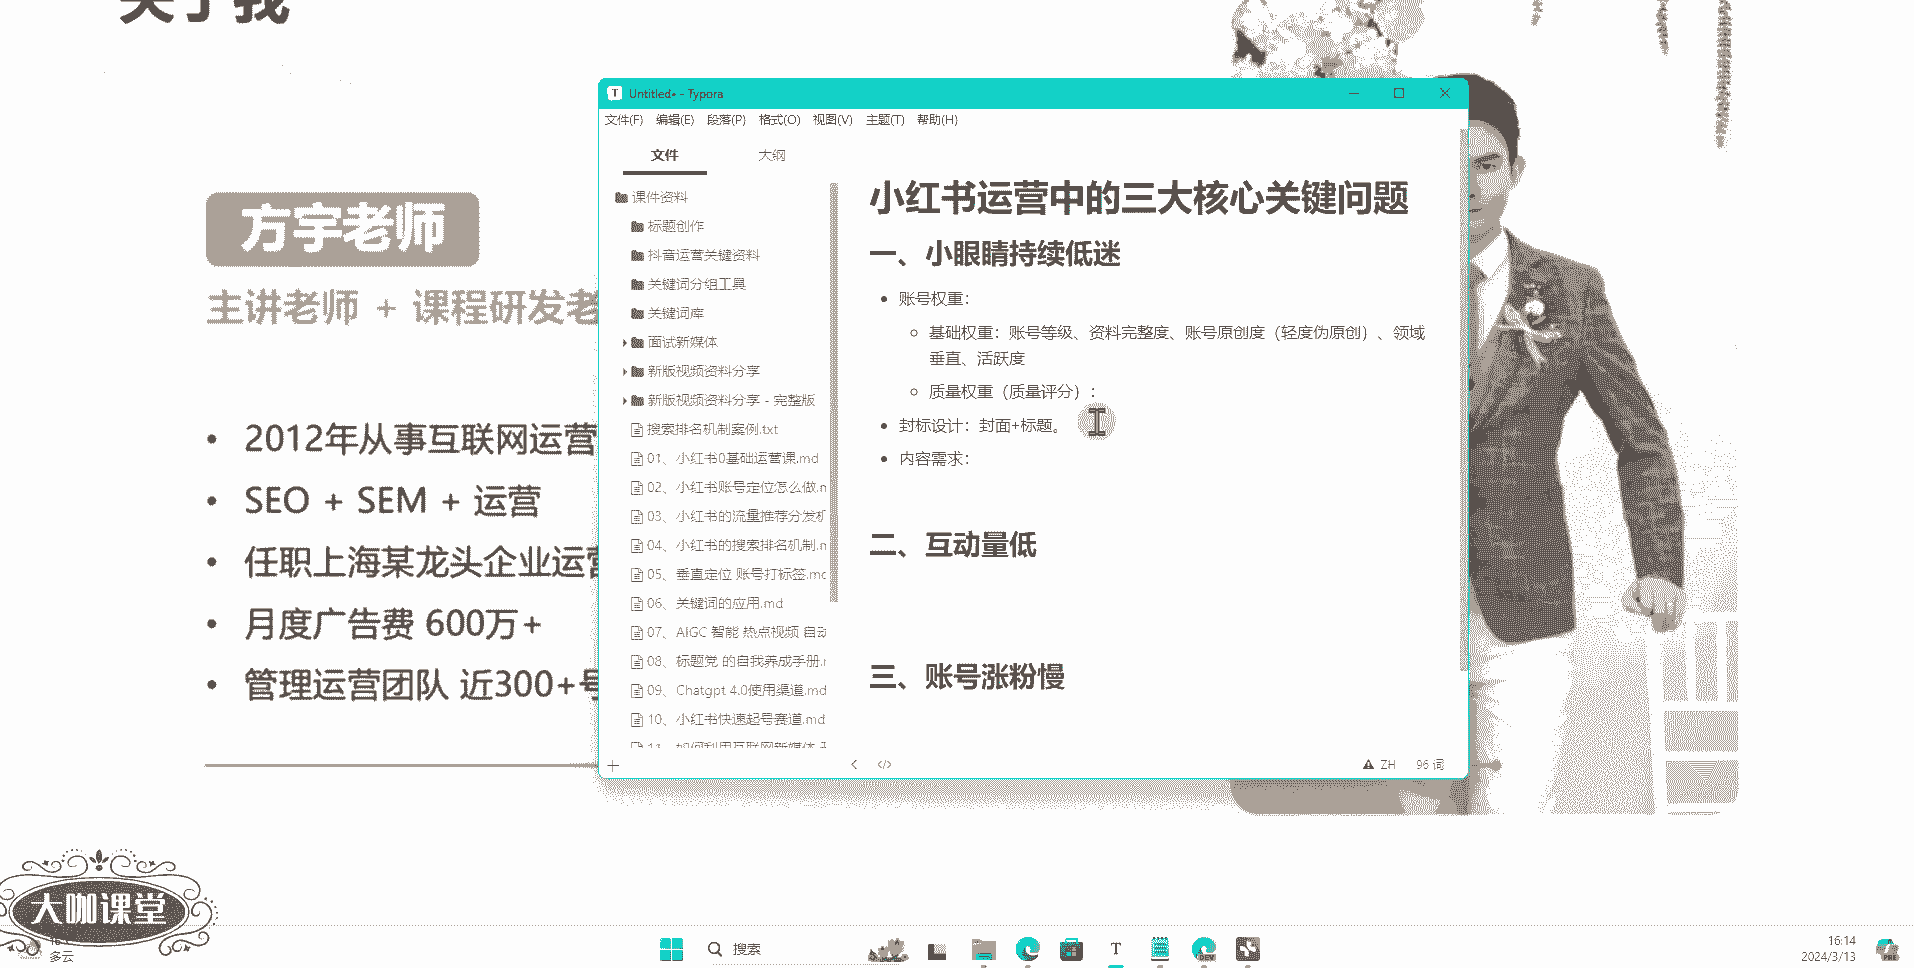 关于我
方宇老师
主讲老师 + 课程研发老
2012年从事互联网运营
SEO + SEM + 运营
任职上海某龙头企业运营
月度广告费 600万+
管理运营团队 近300+号
Untitled• - Typora
文件(F) 编辑(E) 段落(P) 格式(O) 视图(V) 主题(T) 帮助(H)
文件 大纲
课件资料
标题创作
抖音运营关键资料
关键词分组工具
关键词库
面试新媒体
新版视频资料分享
新版视频资料分享 - 完整版
搜索排名机制案例.txt
01、小红书0基础运营课.md
02、小红书账号定位怎么做.m
03、小红书的流量推荐分发机
04、小红书的搜索排名机制.m
05、垂直定位 账号打标签.md
06、关键词的应用.md
07、AIGC 智能 热点视频 自动
08、标题党 的自我养成手册.m
09、Chatgpt 4.0使用渠道.md
10、小红书快速起号赛道.md
11、如何利用互联网新媒体
小红书运营中的三大核心关键问题
一、小眼睛持续低迷
账号权重：
基础权重：账号等级、资料完整度、账号原创度（轻度伪原创）、领域
垂直、活跃度
质量权重（质量评分）：
封标设计：封面+标题。
内容需求：
二、互动量低
三、账号涨粉慢
ZH 96 词
大咖课堂
多云
搜索
T
DEV
16:14
2024/3/13
PRE